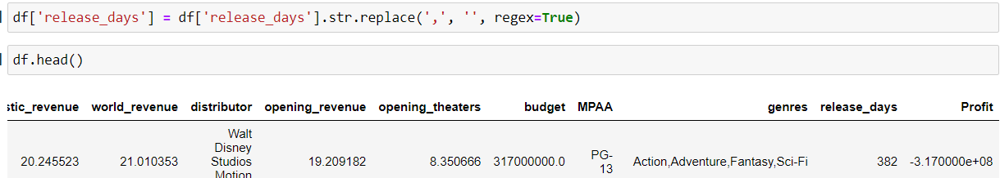 df['release_days'] = df['release_days'].str.replace(',', '', regex=True)
df.head()
stic_revenue world_revenue distributor opening_revenue opening_theaters budget MPAA genres release_days Profit
Walt
Disney
20.245523 21.010353 Studios 19.209182 8.350666 317000000.0 PG-13 Action,Adventure,Fantasy,Sci-Fi 382 -3.170000e+08
Motion